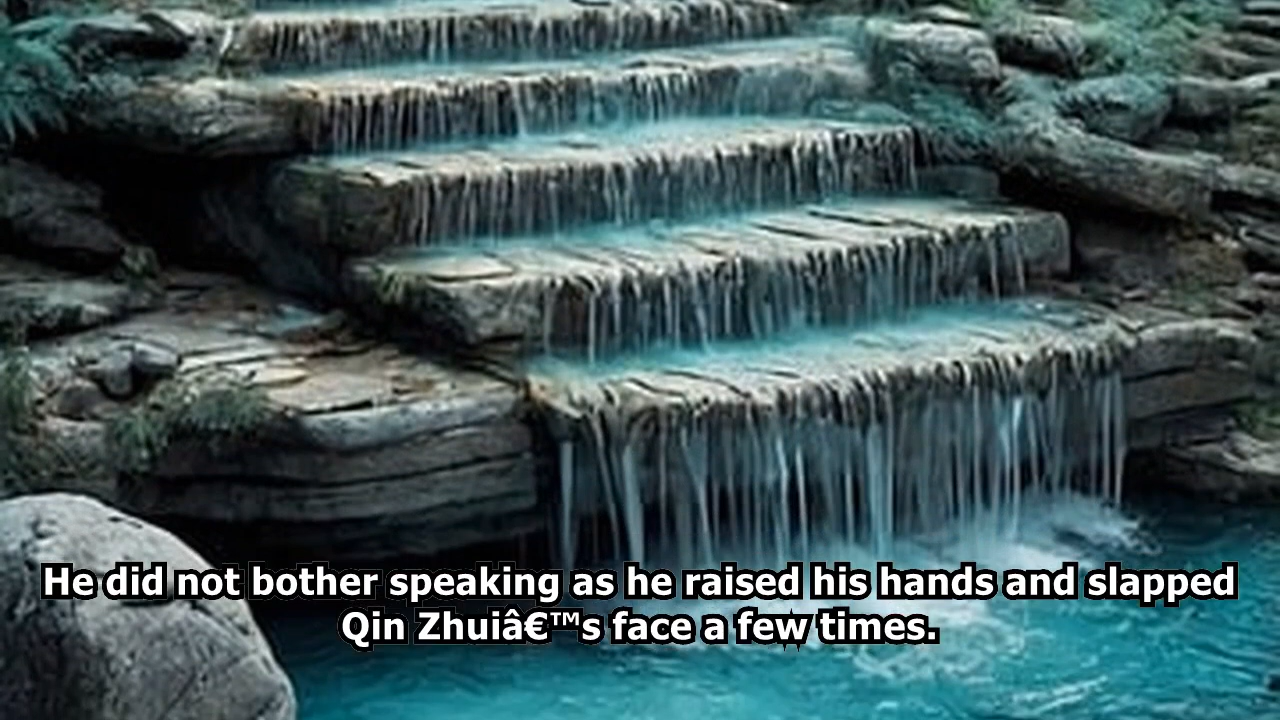 He did not bother speaking as he raised his hands and slapped
Qin Zhuiâ€™s face a few times.